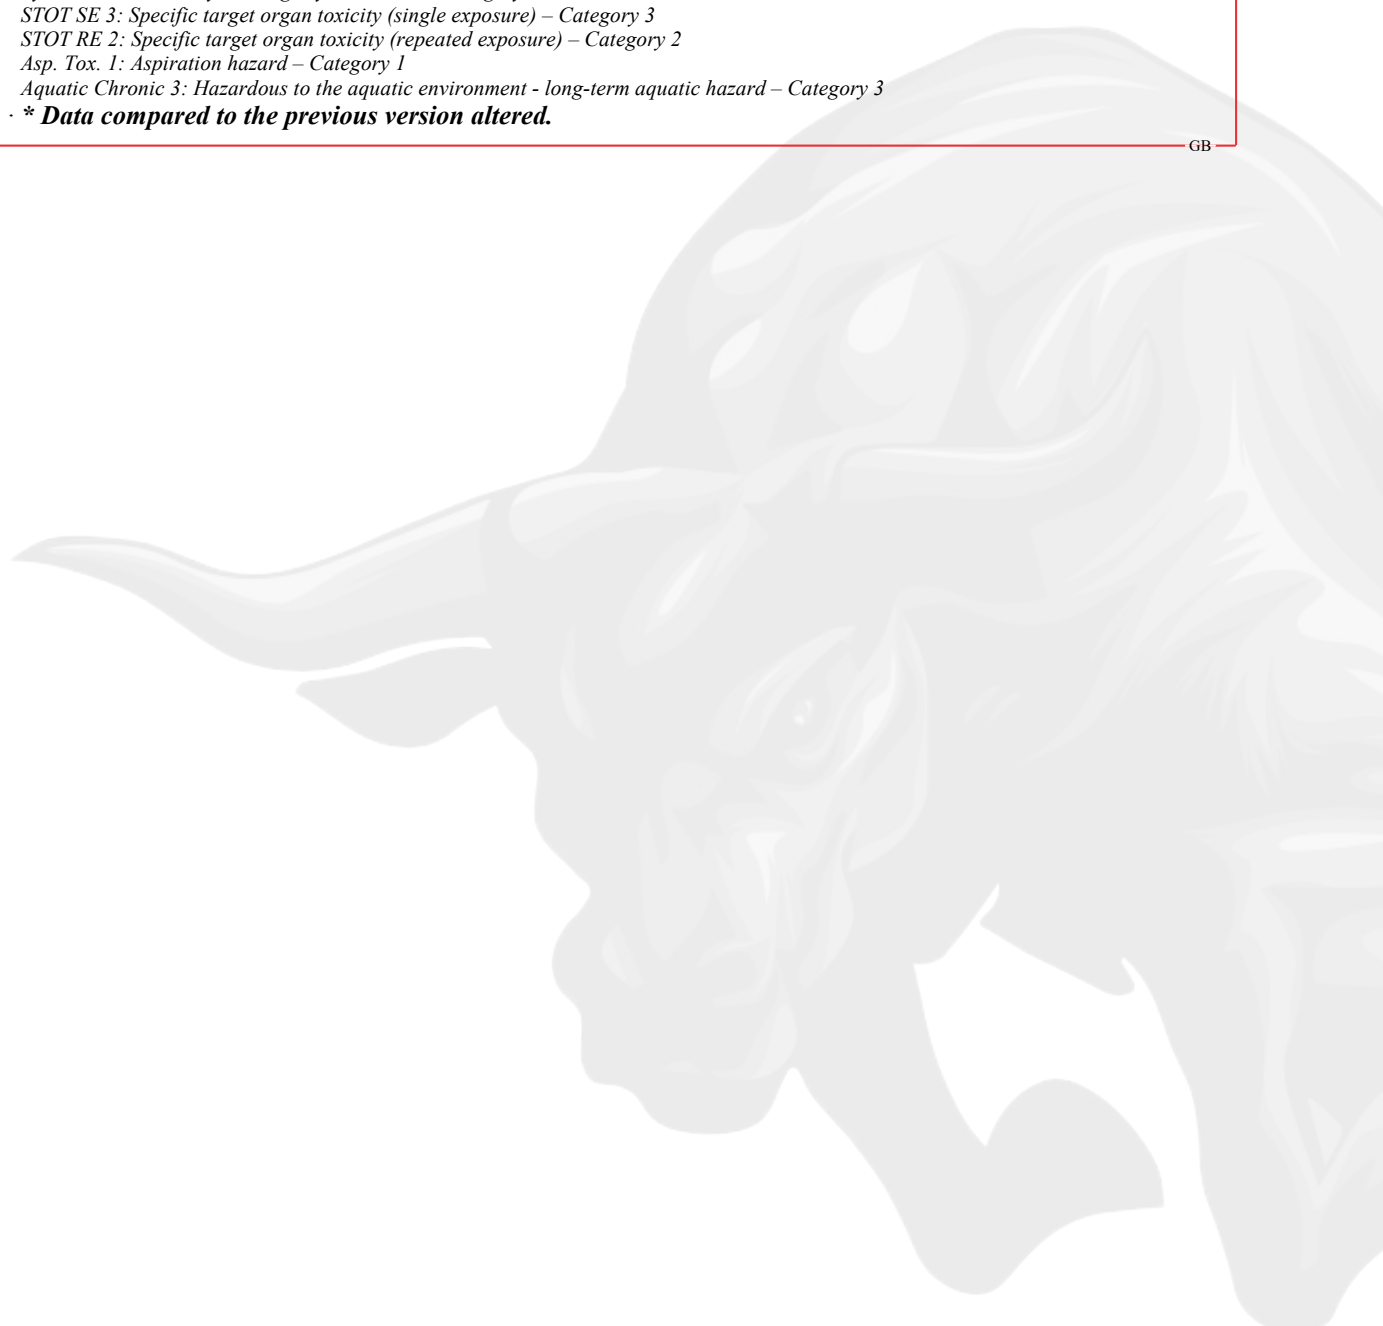 STOT SE 3: Specific target organ toxicity (single exposure) – Category 3
STOT RE 2: Specific target organ toxicity (repeated exposure) – Category 2
Asp. Tox. 1: Aspiration hazard – Category 1
Aquatic Chronic 3: Hazardous to the aquatic environment - long-term aquatic hazard – Category 3
· * Data compared to the previous version altered.
GB